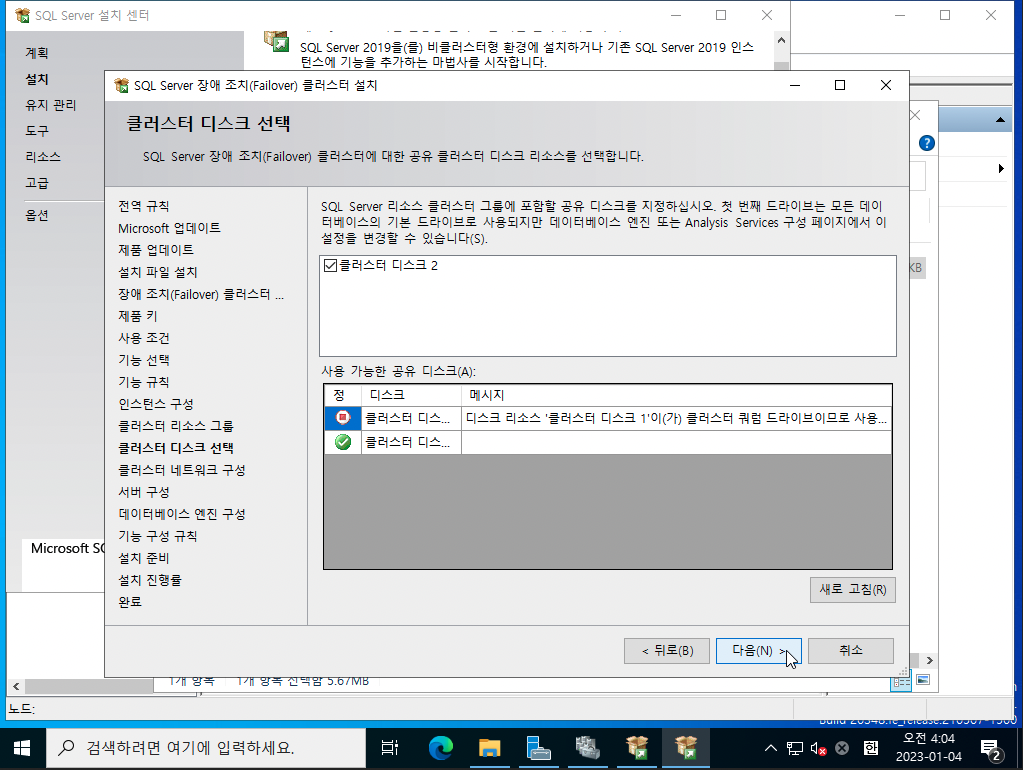 SQL Server 설치 센터
계획
설치
유지 관리
도구
리소스
고급
옵션
SQL Server 2019을(를) 비클러스터형 환경에 설치하거나 기존 SQL Server 2019 인스
턴스에 기능을 추가하는 마법사를 시작합니다.
SQL Server 장애 조치(Failover) 클러스터 설치
클러스터 디스크 선택
SQL Server 장애 조치(Failover) 클러스터에 대한 공유 클러스터 디스크 리소스를 선택합니다.
전역 규칙
Microsoft 업데이트
제품 업데이트
설치 파일 설치
장애 조치(Failover) 클러스터 ...
제품 키
사용 조건
기능 선택
기능 규칙
인스턴스 구성
클러스터 리소스 그룹
클러스터 디스크 선택
클러스터 네트워크 구성
서버 구성
데이터베이스 엔진 구성
기능 구성 규칙
설치 준비
설치 진행률
완료
SQL Server 리소스 클러스터 그룹에 포함할 공유 디스크를 지정하십시오. 첫 번째 드라이브는 모든 데이
터베이스의 기본 드라이브로 사용되지만 데이터베이스 엔진 또는 Analysis Services 구성 페이지에서 이
설정을 변경할 수 있습니다(S).
클러스터 디스크 2
사용 가능한 공유 디스크(A):
정 디스크 메시지
클러스터 디스... 디스크 리소스 '클러스터 디스크 1'이(가) 클러스터 쿼럼 드라이브이므로 사용...
클러스터 디스...
새로 고침(R)
< 뒤로(B) 다음(N) > 취소
KB
Microsoft SQ
1개 항목 1개 항목 선택함 5.67MB
노드:
Build 20348.fe_release.210507-1500
검색하려면 여기에 입력하세요.
한
오전 4:04
2023-01-04
2